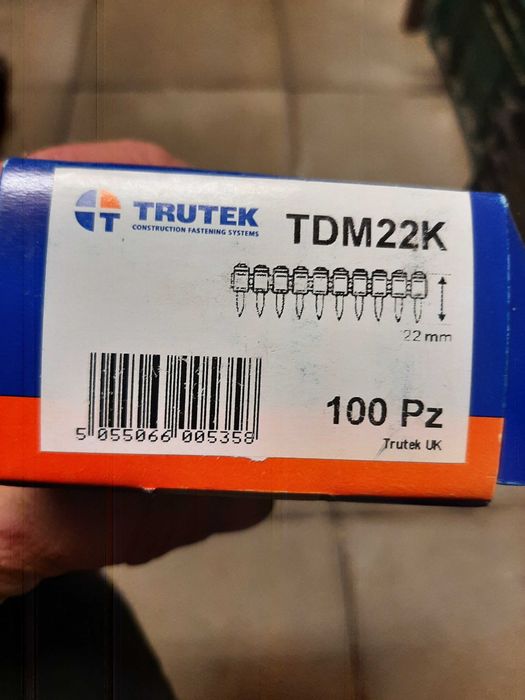 TRUTEK
CONSTRUCTION FASTENING SYSTEMS
TDM22K
22 mm
5 055066 005358
100 Pz
Trutek UK